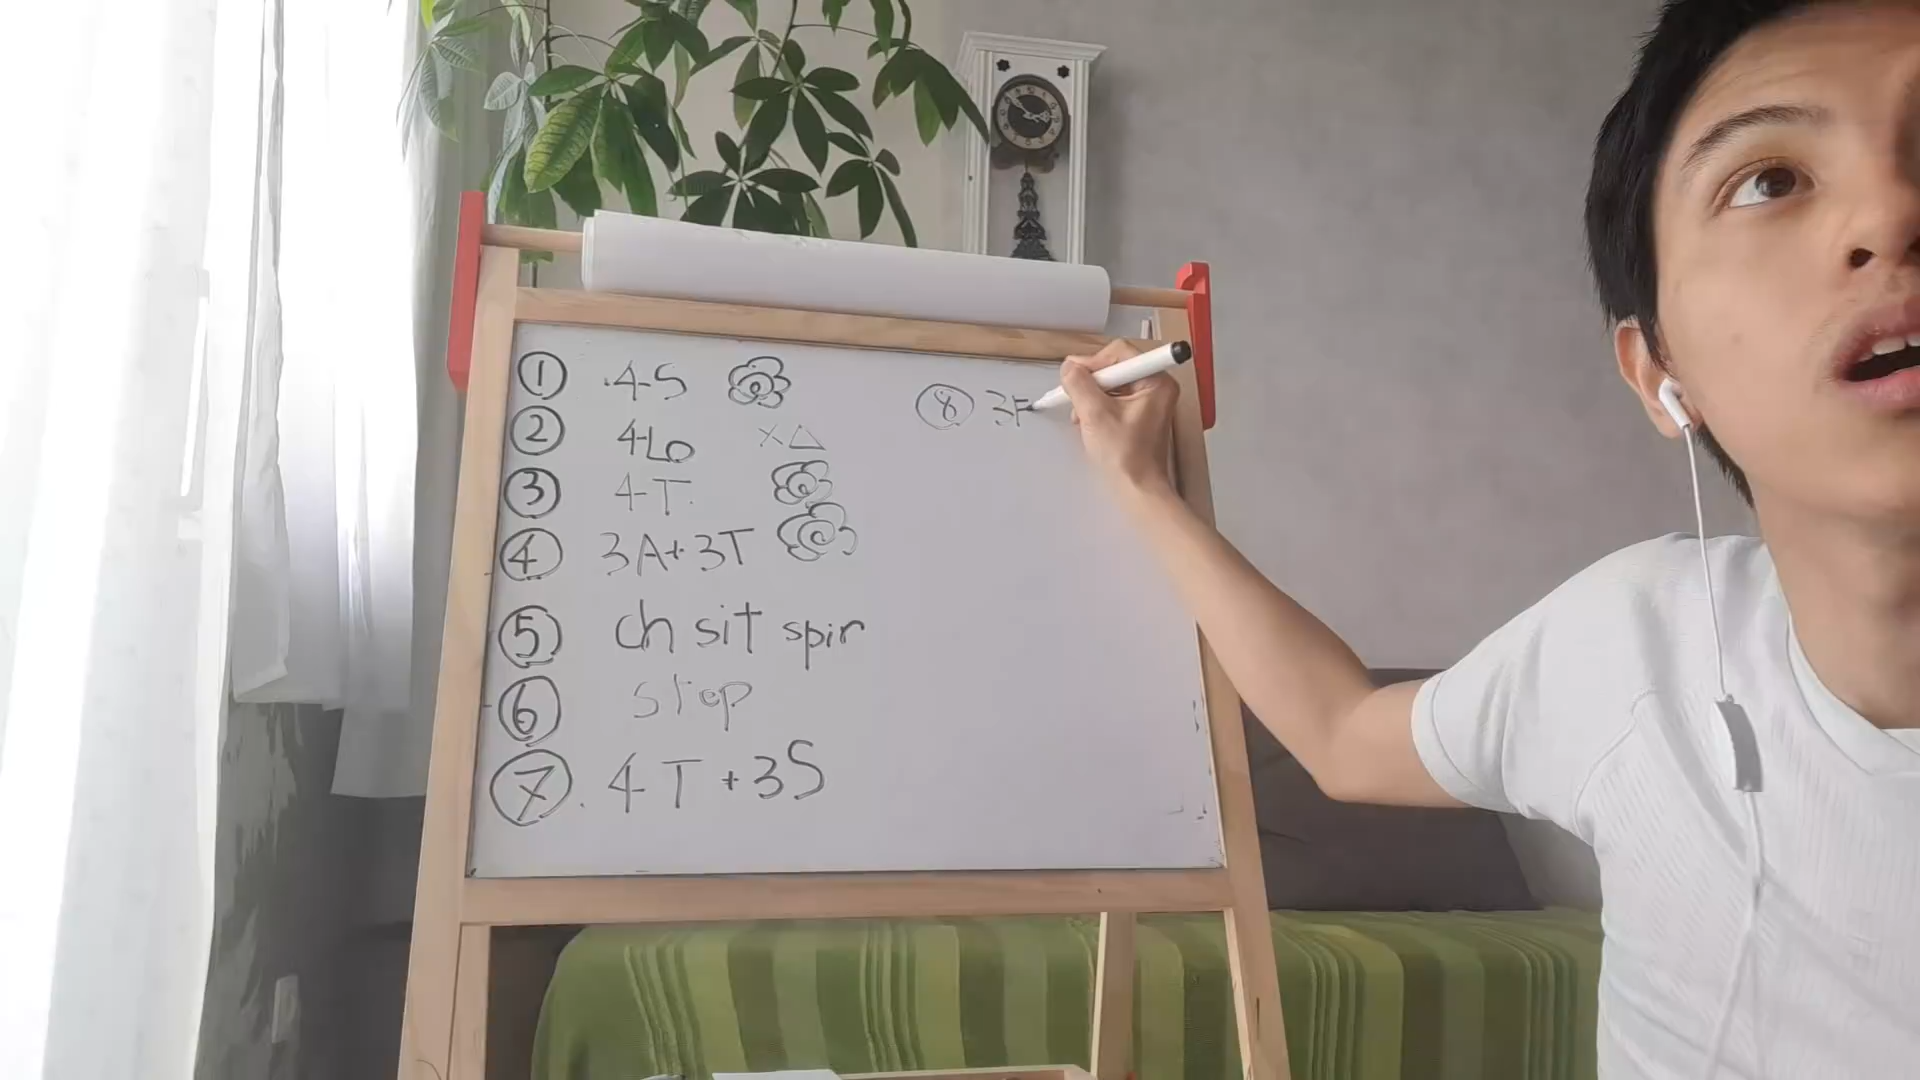 ① 4S
② 4Lo ×△
③ 4T
④ 3A+3T
⑤ ch sit spin
⑥ step
⑦ 4T+3S
⑧ 3F